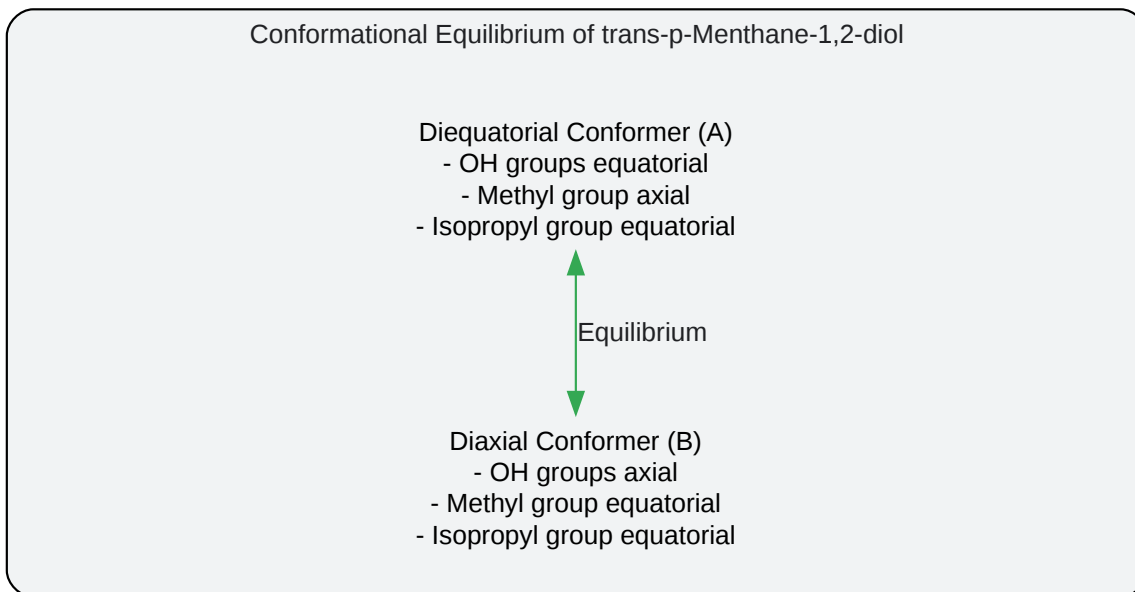 Conformational Equilibrium of trans-p-Menthane-1,2-diol
Diequatorial Conformer (A)
- OH groups equatorial
- Methyl group axial
- Isopropyl group equatorial
Equilibrium
Diaxial Conformer (B)
- OH groups axial
- Methyl group equatorial
- Isopropyl group equatorial